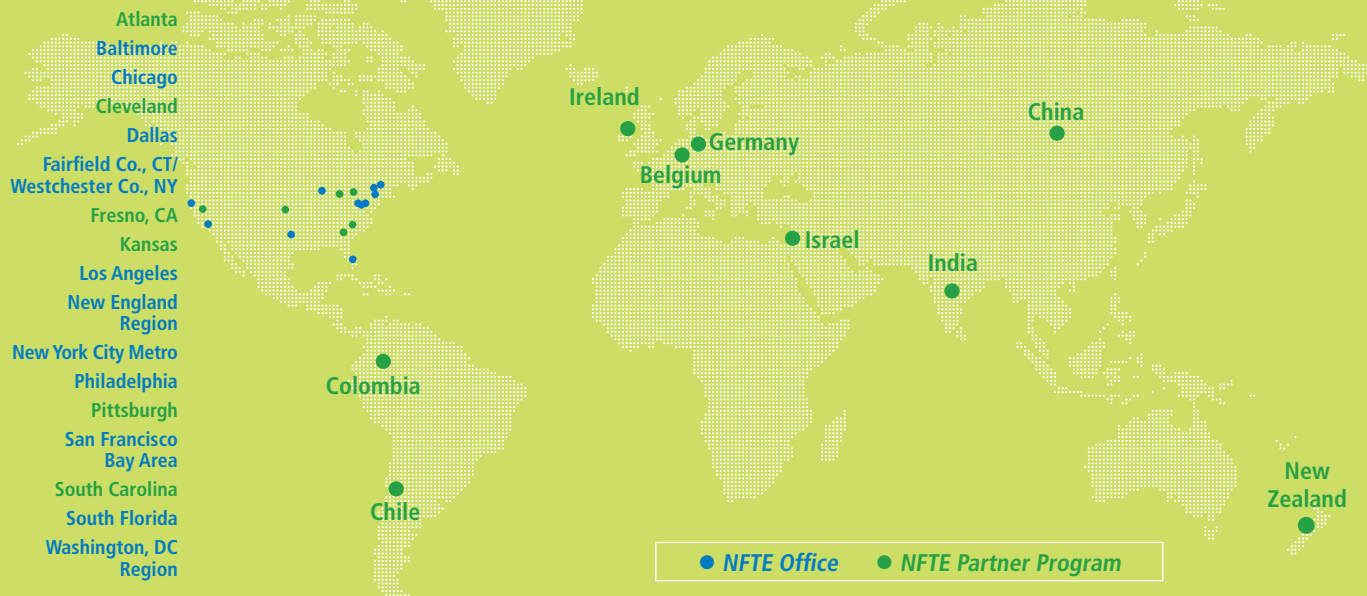 Atlanta
Baltimore
Chicago
Cleveland
Dallas
Fairfield Co., CT/
Westchester Co., NY
Fresno, CA
Kansas
Los Angeles
New England
Region
New York City Metro
Philadelphia
Pittsburgh
San Francisco
Bay Area
South Carolina
South Florida
Washington, DC
Region
Ireland
Germany
Belgium
China
Israel
India
Colombia
Chile
New
Zealand
NFTE Office
NFTE Partner Program